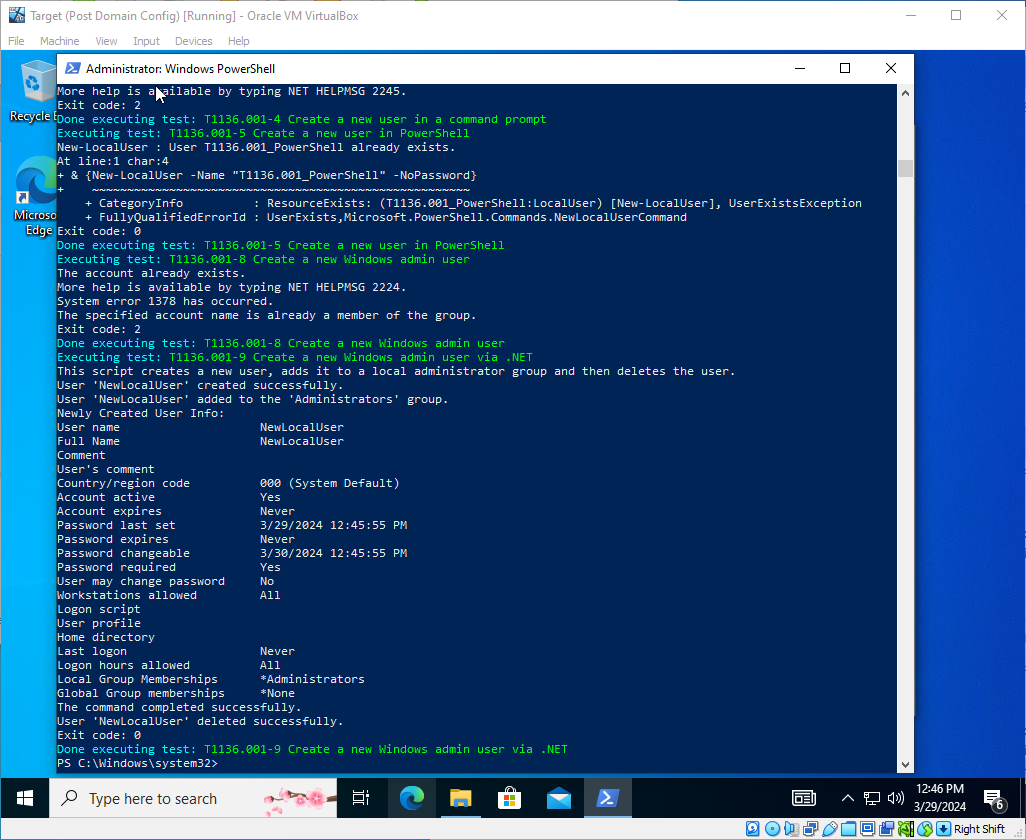 Target (Post Domain Config) [Running] - Oracle VM VirtualBox
File Machine View Input Devices Help
Recycle
Microso
Edge
Administrator: Windows PowerShell
More help is available by typing NET HELPMSG 2245.
Exit code: 2
Done executing test: T1136.001-4 Create a new user in a command prompt
Executing test: T1136.001-5 Create a new user in PowerShell
New-LocalUser : User T1136.001_PowerShell already exists.
At line:1 char:4
+ & {New-LocalUser -Name "T1136.001_PowerShell" -NoPassword}
+    ~~~~~~~~~~~~~~~~~~~~~~~~~~~~~~~~~~~~~~~~~~~~~~~~~~~~~~
    + CategoryInfo          : ResourceExists: (T1136.001_PowerShell:LocalUser) [New-LocalUser], UserExistsException
    + FullyQualifiedErrorId : UserExists,Microsoft.PowerShell.Commands.NewLocalUserCommand
Exit code: 0
Done executing test: T1136.001-5 Create a new user in PowerShell
Executing test: T1136.001-8 Create a new Windows admin user
The account already exists.
More help is available by typing NET HELPMSG 2224.
System error 1378 has occurred.
The specified account name is already a member of the group.
Exit code: 2
Done executing test: T1136.001-8 Create a new Windows admin user
Executing test: T1136.001-9 Create a new Windows admin user via .NET
This script creates a new user, adds it to a local administrator group and then deletes the user.
User 'NewLocalUser' created successfully.
User 'NewLocalUser' added to the 'Administrators' group.
Newly Created User Info:
User name                    NewLocalUser
Full Name                    NewLocalUser
Comment
User's comment
Country/region code          000 (System Default)
Account active               Yes
Account expires              Never
Password last set            3/29/2024 12:45:55 PM
Password expires             Never
Password changeable          3/30/2024 12:45:55 PM
Password required            Yes
User may change password     No
Workstations allowed         All
Logon script
User profile
Home directory
Last logon                   Never
Logon hours allowed          All
Local Group Memberships      *Administrators
Global Group memberships     *None
The command completed successfully.
User 'NewLocalUser' deleted successfully.
Exit code: 0
Done executing test: T1136.001-9 Create a new Windows admin user via .NET
PS C:\Windows\system32>
Type here to search
12:46 PM
3/29/2024
6
Right Shift